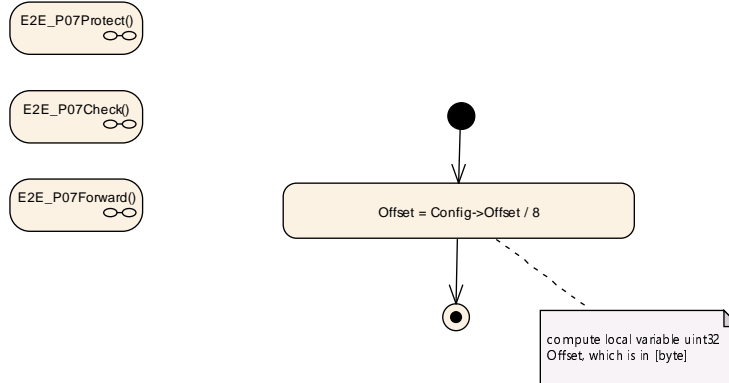 E2E_P07Protect()
E2E_P07Check()
E2E_P07Forward()
Offset = Config->Offset / 8
compute local variable uint32
Offset, which is in [byte]